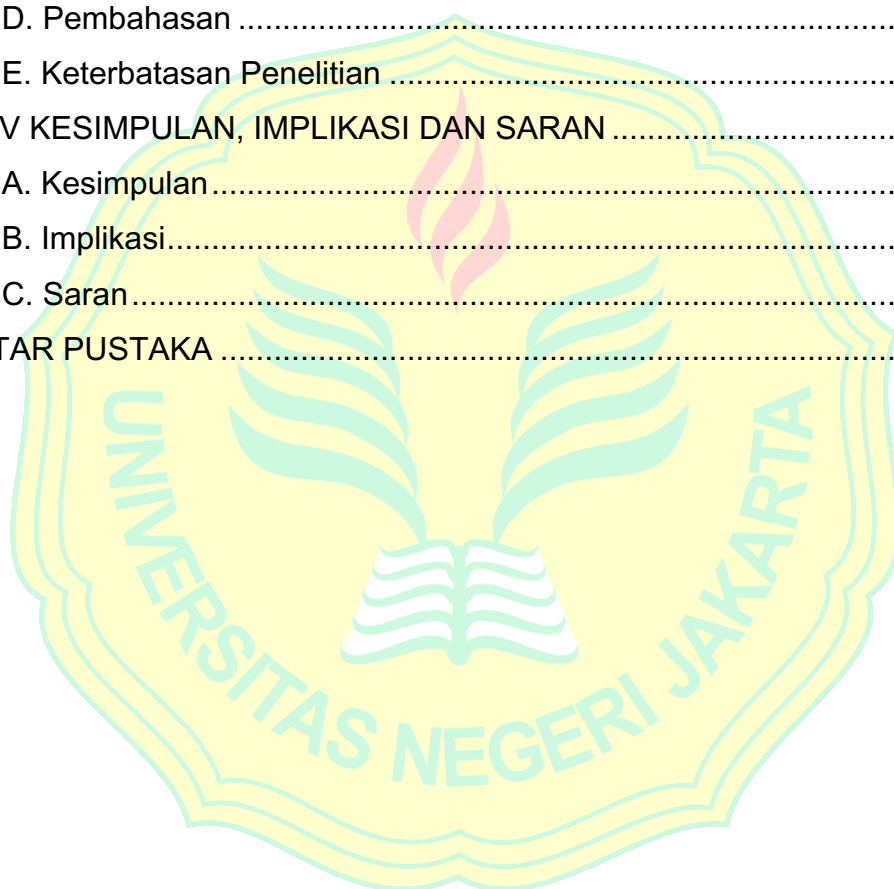 D. Pembahasan ..........................................................................
E. Keterbatasan Penelitian .........................................................
V KESIMPULAN, IMPLIKASI DAN SARAN ................................
A. Kesimpulan .............................................................................
B. Implikasi ..................................................................................
C. Saran ......................................................................................
TAR PUSTAKA ............................................................................
UNIVERSITAS NEGERI JAKARTA